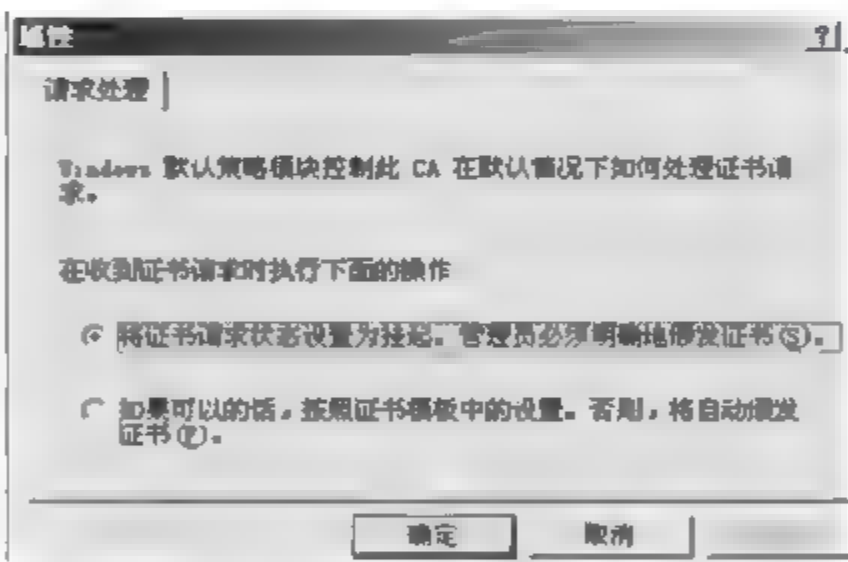 属性
请求处理
Windows 默认策略模块控制此 CA 在默认情况下如何处理证书请
求。
在收到证书请求时执行下面的操作
将证书请求状态设置为挂起。管理员必须明确地颁发证书(S)。
如果可以的话，按照证书模板中的设置。否则，将自动颁发
证书(F)。
确定
取消